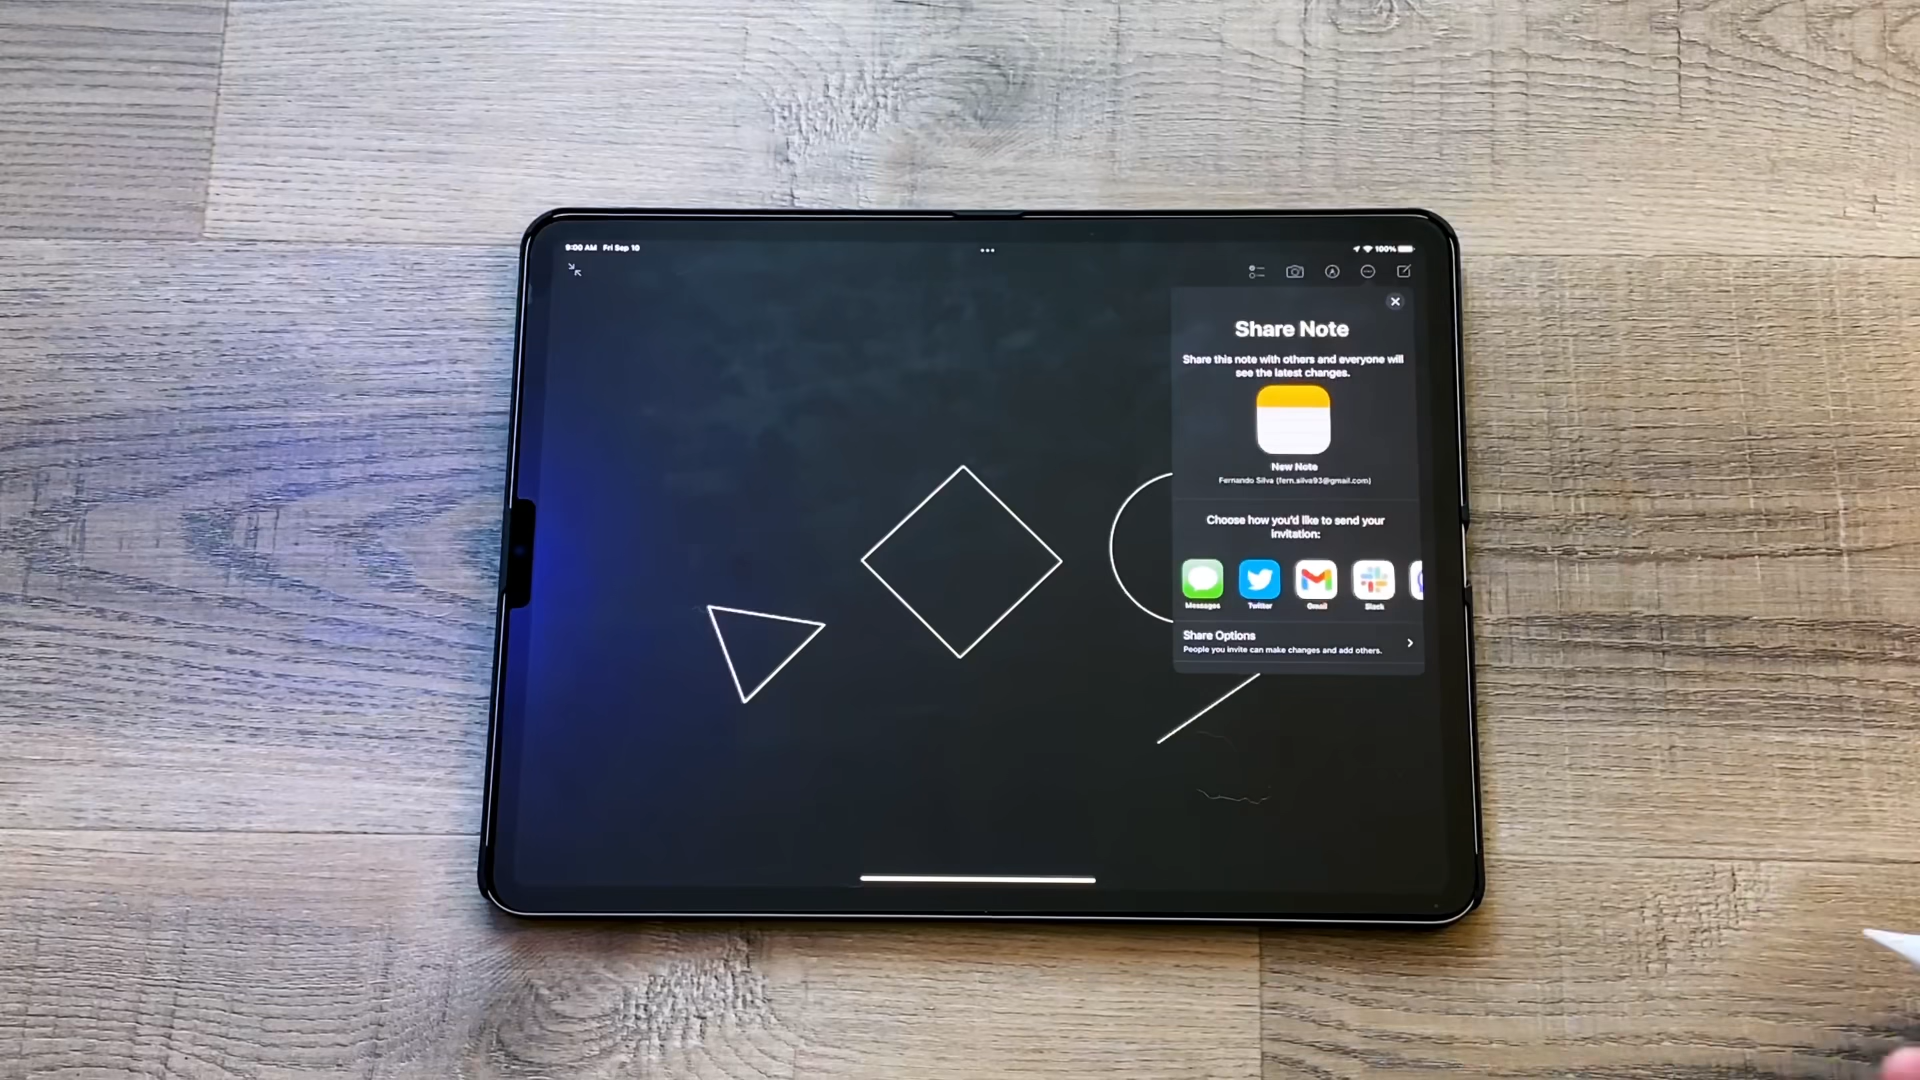 9:00 AM Fri Sep 10
100%
Share Note
Share this note with others and everyone will
see the latest changes.
New Note
Fernando Silva (fern.silva93@gmail.com)
Choose how you'd like to send your
invitation:
Messages
Twitter
Gmail
Slack
Share Options
People you invite can make changes and add others.